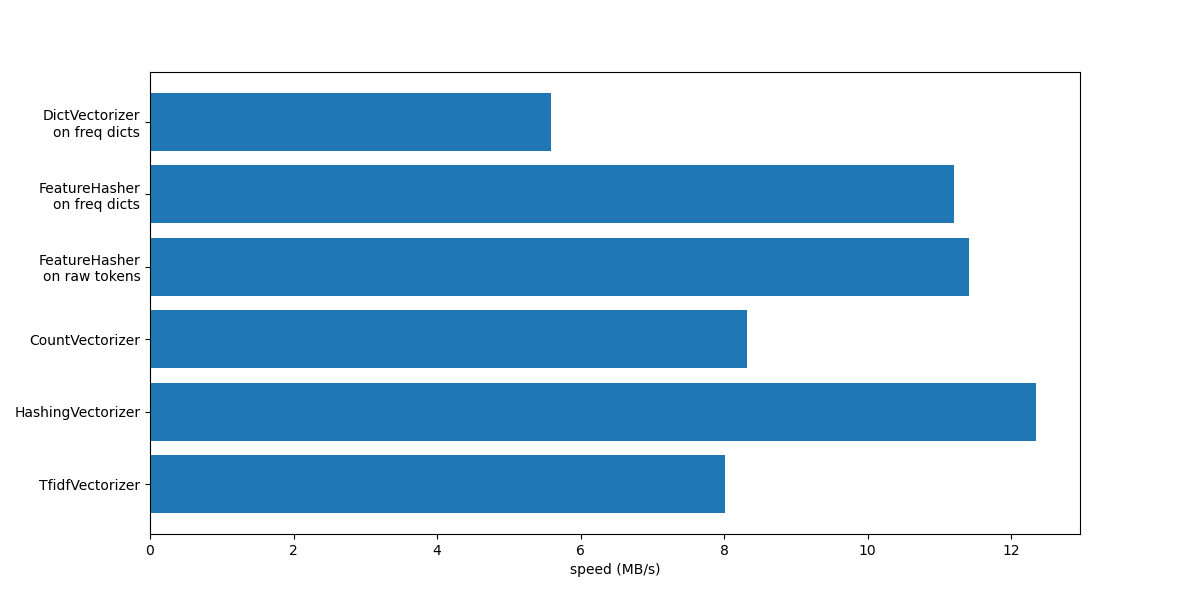 DictVectorizer
on freq dicts
FeatureHasher
on freq dicts
FeatureHasher
on raw tokens
CountVectorizer
HashingVectorizer
TfidfVectorizer
0 2 4 6 8 10 12
speed (MB/s)